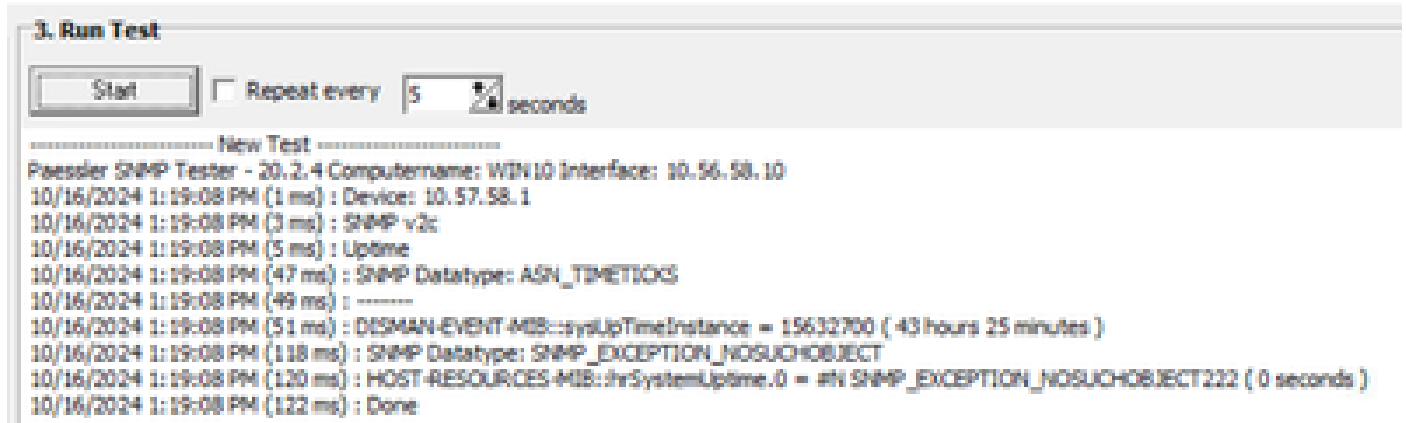 3. Run Test
Start Repeat every 5 seconds
------------------------- New Test -------------------------
Paessler SNMP Tester - 20.2.4 Computername: WIN10 Interface: 10.56.58.10
10/16/2024 1:19:08 PM (1 ms) : Device: 10.57.58.1
10/16/2024 1:19:08 PM (3 ms) : SNMP v2c
10/16/2024 1:19:08 PM (5 ms) : Uptime
10/16/2024 1:19:08 PM (47 ms) : SNMP Datatype: ASN_TIMETICKS
10/16/2024 1:19:08 PM (49 ms) : -------
10/16/2024 1:19:08 PM (51 ms) : DISMAN-EVENT-MIB::sysUpTimeInstance = 15632700 ( 43 hours 25 minutes )
10/16/2024 1:19:08 PM (118 ms) : SNMP Datatype: SNMP_EXCEPTION_NOSUCHOBJECT
10/16/2024 1:19:08 PM (120 ms) : HOST-RESOURCES-MIB::hrSystemUptime.0 = #N SNMP_EXCEPTION_NOSUCHOBJECT222 ( 0 seconds )
10/16/2024 1:19:08 PM (122 ms) : Done